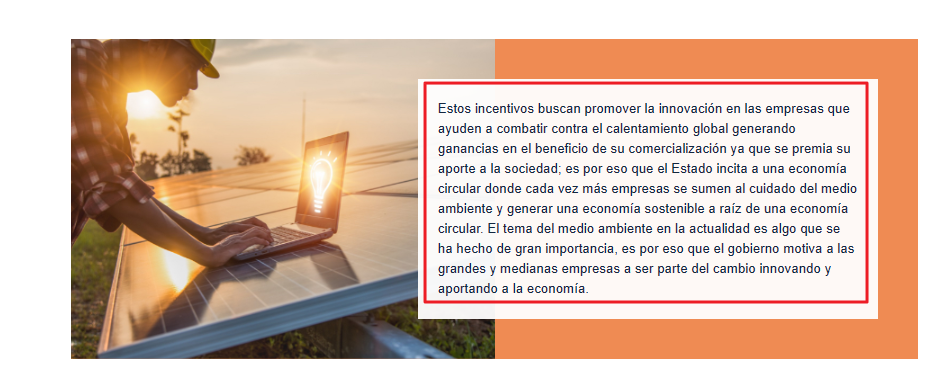 Estos incentivos buscan promover la innovación en las empresas que
ayuden a combatir contra el calentamiento global generando
ganancias en el beneficio de su comercialización ya que se premia su
aporte a la sociedad; es por eso que el Estado incita a una economía
circular donde cada vez más empresas se sumen al cuidado del medio
ambiente y generar una economía sostenible a raíz de una economía
circular. El tema del medio ambiente en la actualidad es algo que se
ha hecho de gran importancia, es por eso que el gobierno motiva a las
grandes y medianas empresas a ser parte del cambio innovando y
aportando a la economía.